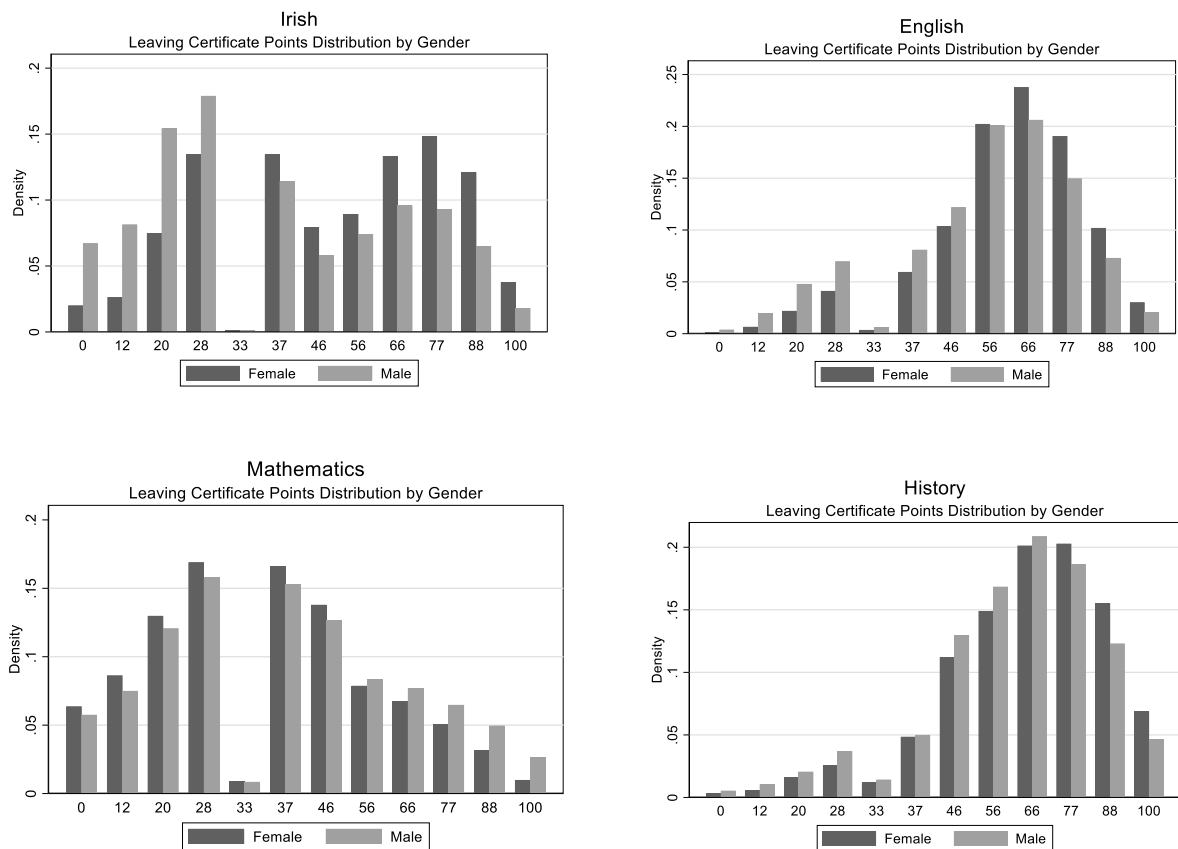 Irish
Leaving Certificate Points Distribution by Gender
Density
.2
.15
.1
.05
0
0 12 20 28 33 37 46 56 66 77 88 100
Female Male
English
Leaving Certificate Points Distribution by Gender
Density
.25
.2
.15
.1
.05
0
0 12 20 28 33 37 46 56 66 77 88 100
Female Male
Mathematics
Leaving Certificate Points Distribution by Gender
Density
.2
.15
.1
.05
0
0 12 20 28 33 37 46 56 66 77 88 100
Female Male
History
Leaving Certificate Points Distribution by Gender
Density
.2
.15
.1
.05
0
0 12 20 28 33 37 46 56 66 77 88 100
Female Male